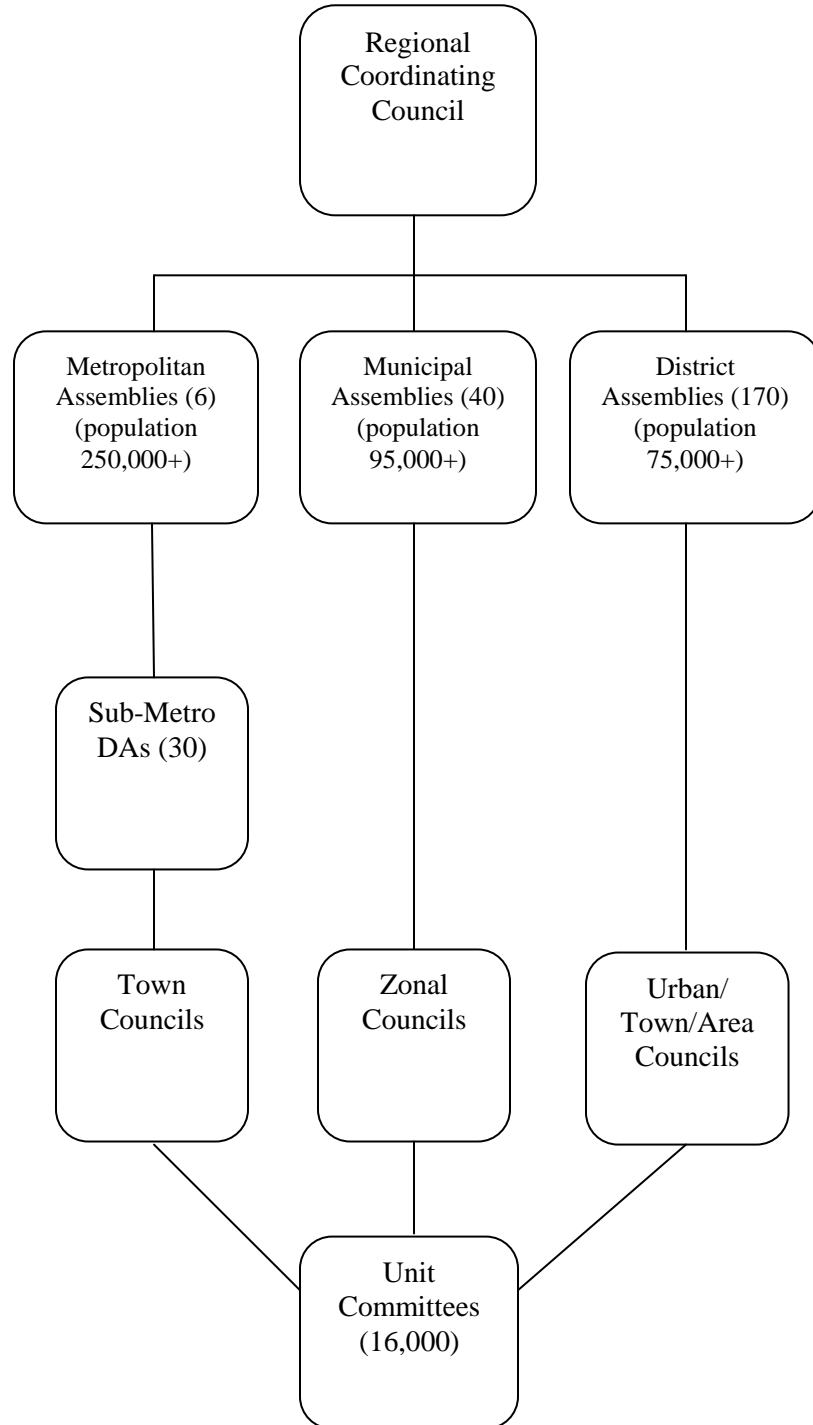 Regional
Coordinating
Council
Metropolitan
Assemblies (6)
(population
250,000+)
Municipal
Assemblies (40)
(population
95,000+)
District
Assemblies (170)
(population
75,000+)
Sub-Metro
DAs (30)
Town
Councils
Zonal
Councils
Urban/
Town/Area
Councils
Unit
Committees
(16,000)